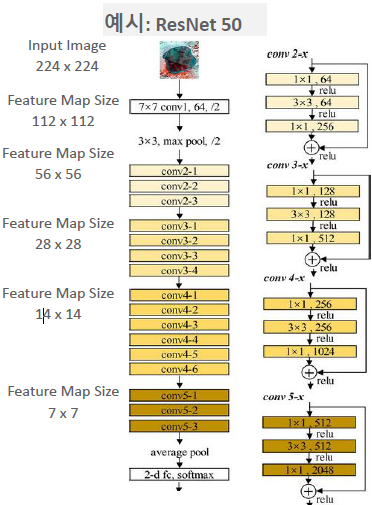 예시: ResNet 50
Input Image
224 x 224
Feature Map Size
112 x 112
7×7 conv1, 64, /2
3×3, max pool, /2
Feature Map Size
56 x 56
conv2-1
conv2-2
conv2-3
Feature Map Size
28 x 28
conv3-1
conv3-2
conv3-3
conv3-4
Feature Map Size
14 x 14
conv4-1
conv4-2
conv4-3
conv4-4
conv4-5
conv4-6
Feature Map Size
7 x 7
conv5-1
conv5-2
conv5-3
average pool
2-d fc, softmax
conv 2-x
1×1 , 64
relu
3×3 , 64
relu
1×1 , 256
relu
conv 3-x
1×1 , 128
relu
3×3 , 128
relu
1×1 , 512
relu
conv 4-x
1×1 , 256
relu
3×3 , 256
relu
1×1 , 1024
relu
conv 5-x
1×1 , 512
relu
3×3 , 512
relu
1×1 , 2048
relu